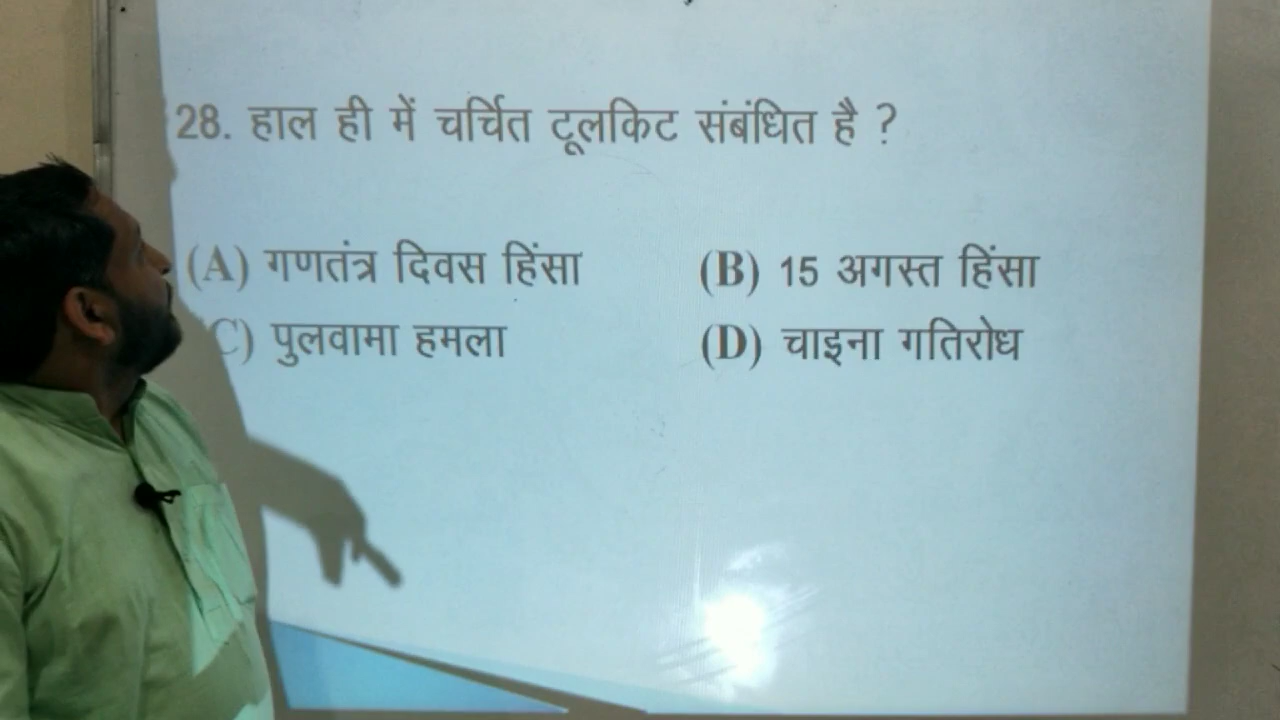 28. हाल ही में चर्चित टूलकिट संबंधित है ?
(A) गणतंत्र दिवस हिंसा (B) 15 अगस्त हिंसा
C) पुलवामा हमला (D) चाइना गतिरोध